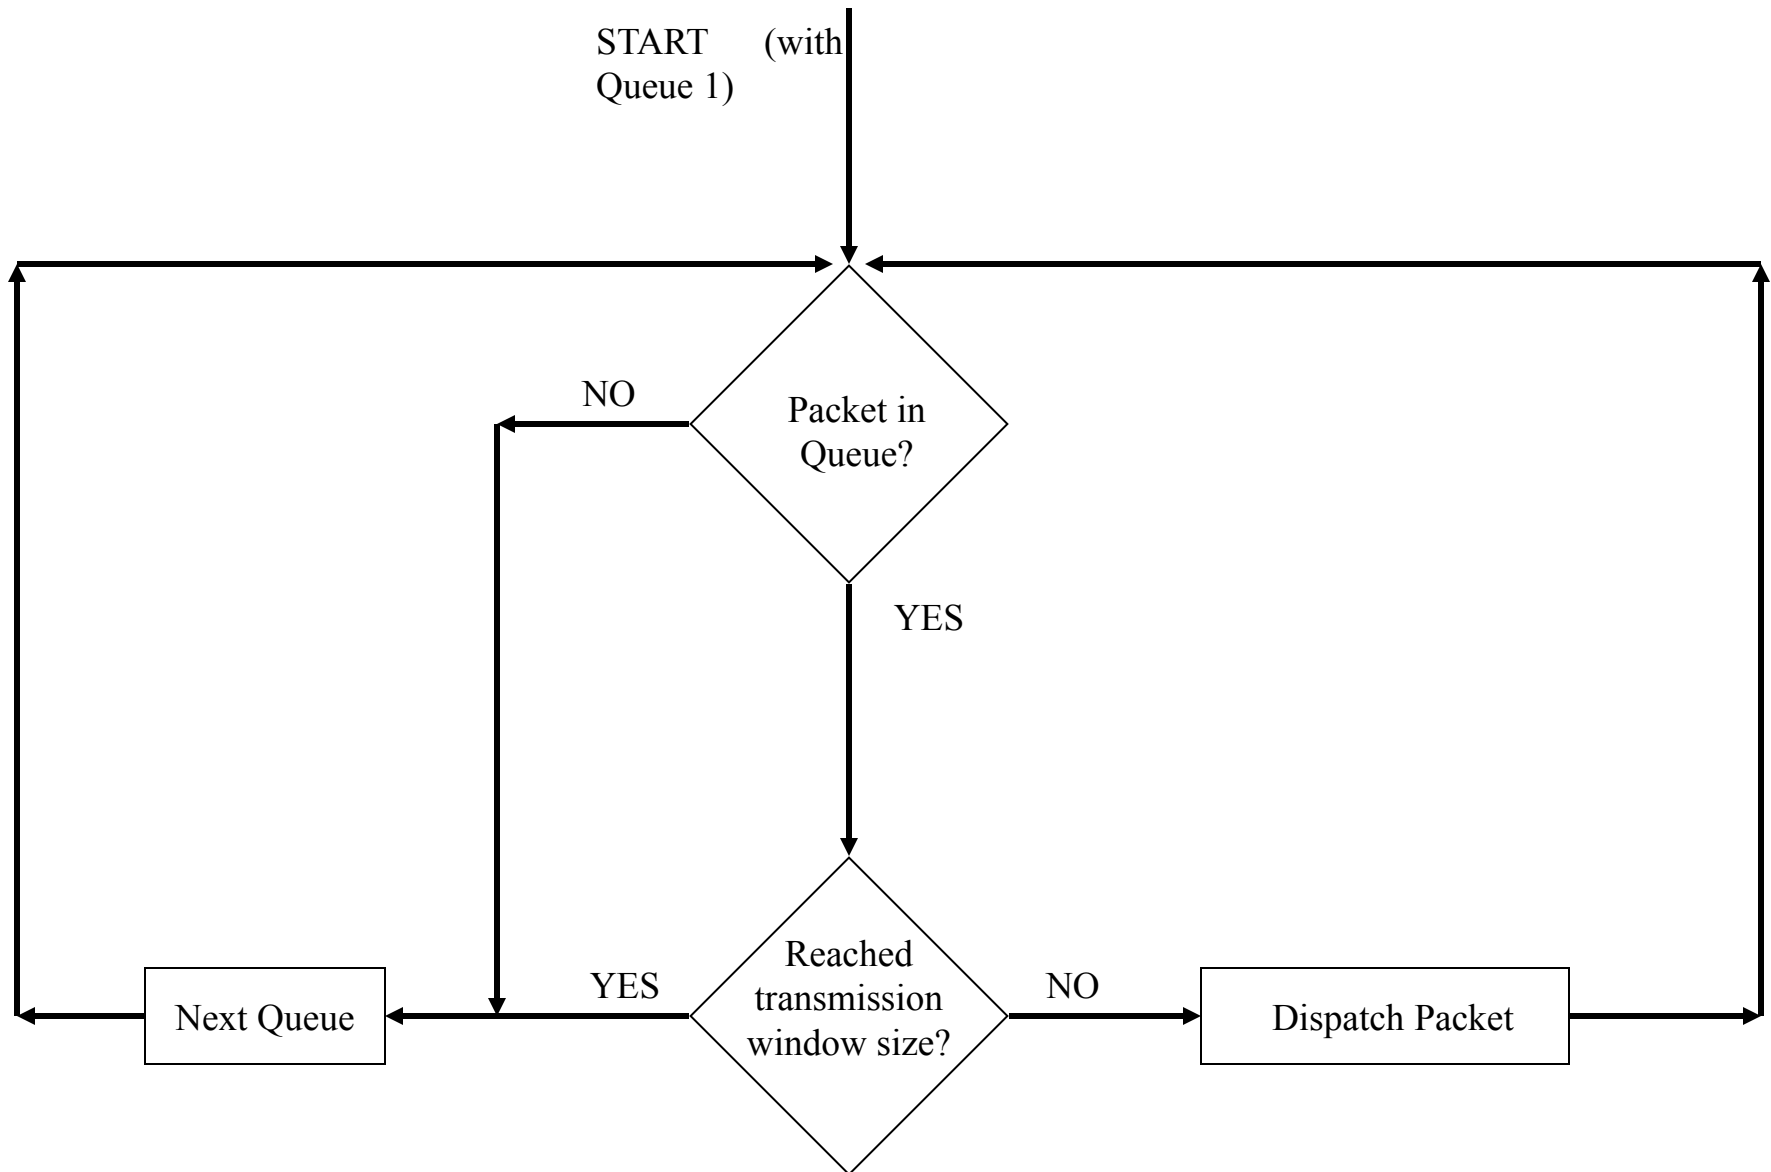 START (with
Queue 1)
NO
Packet in
Queue?
YES
Reached
transmission
window size?
YES
NO
Next Queue
Dispatch Packet